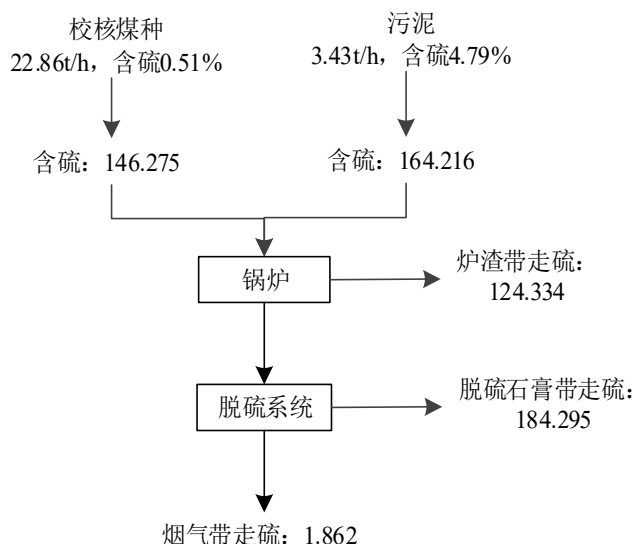 校核煤种
22.86t/h，含硫0.51%
污泥
3.43t/h，含硫4.79%
含硫：146.275
含硫：164.216
锅炉
炉渣带走硫：
124.334
脱硫系统
脱硫石膏带走硫：
184.295
烟气带走硫：1.862